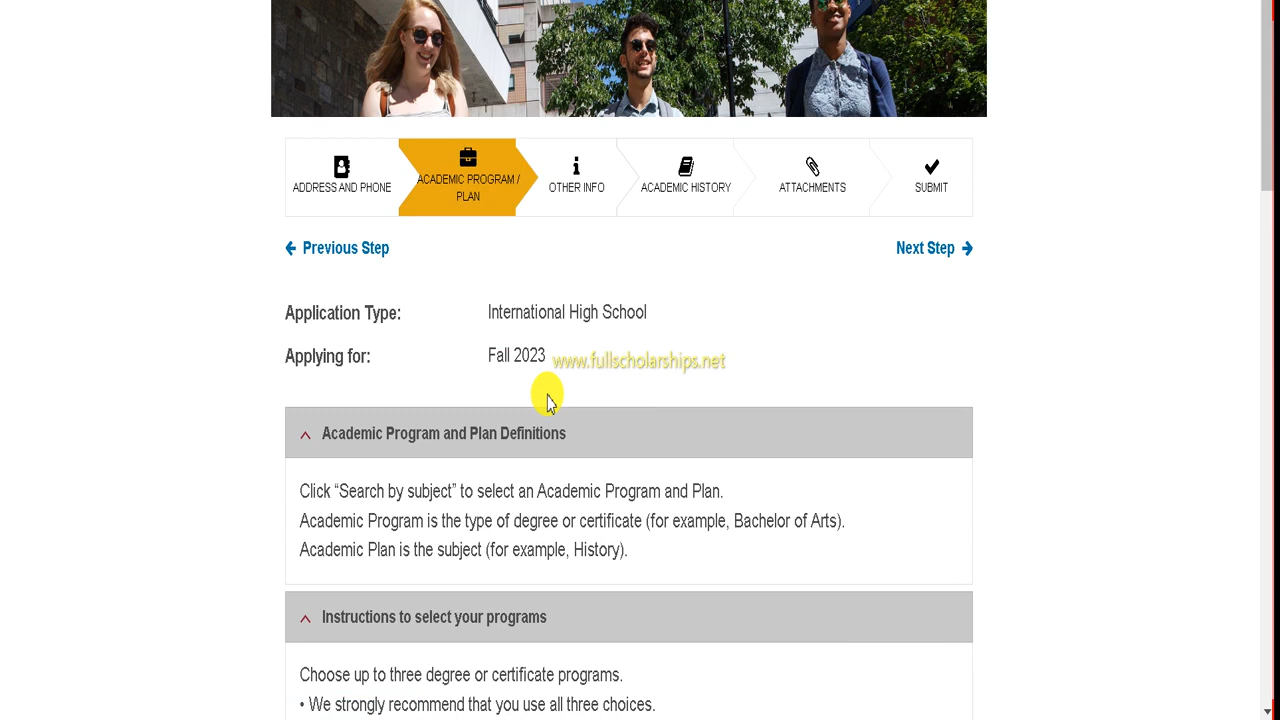 ADDRESS AND PHONE
ACADEMIC PROGRAM /
PLAN
OTHER INFO
ACADEMIC HISTORY
ATTACHMENTS
SUBMIT
Previous Step
Next Step
Application Type: International High School
Applying for: Fall 2023
www.fullscholarships.net
Academic Program and Plan Definitions
Click “Search by subject” to select an Academic Program and Plan.
Academic Program is the type of degree or certificate (for example, Bachelor of Arts).
Academic Plan is the subject (for example, History).
Instructions to select your programs
Choose up to three degree or certificate programs.
• We strongly recommend that you use all three choices.